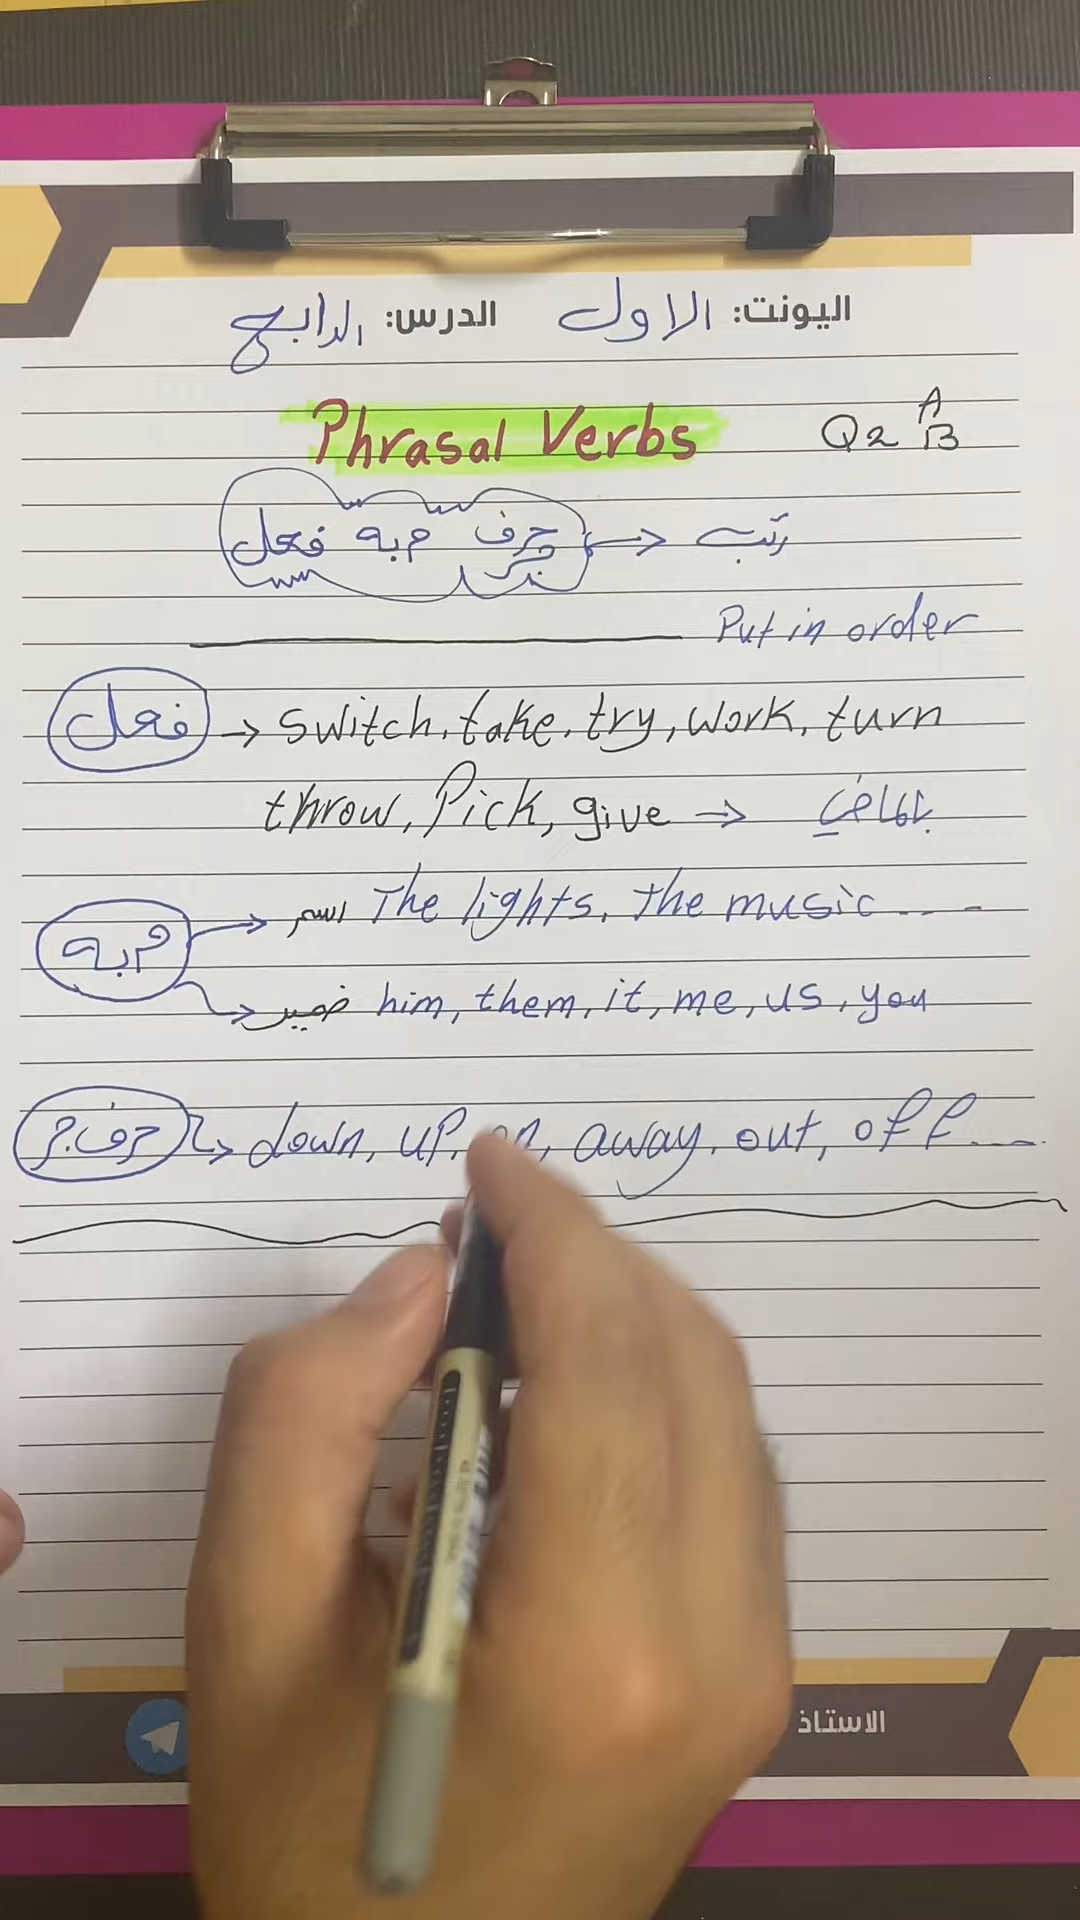 اليونت: الاول الدرس: الرابع
Phrasal Verbs Q2 A B
فعل م به حرف جر → رتب
Put in order
فعل → switch, take, try, work, turn
throw, Pick, give → بالماضي
م به → اسم The lights, the music ----
→ ضمير him, them, it, me, us, you
حرف.جر → down, up, on, away, out, off ----
الاستاذ